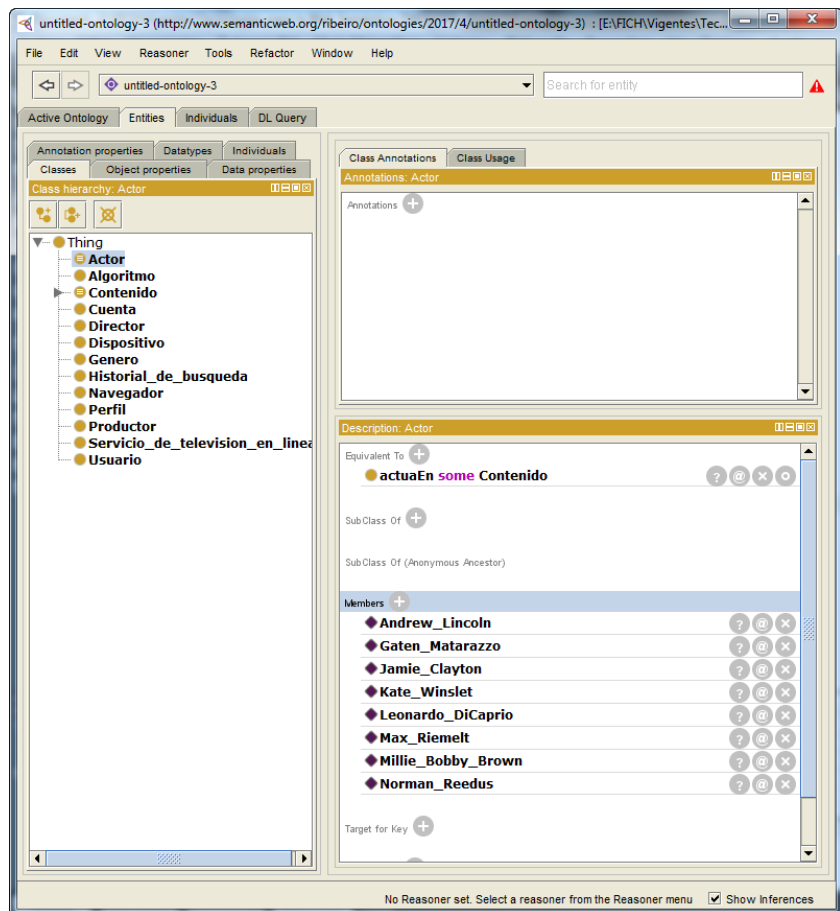 untitled-ontology-3 (http://www.semanticweb.org/ribeiro/ontologies/2017/4/untitled-ontology-3) : [E:\FICH\Vigentes\Tec...
File Edit View Reasoner Tools Refactor Window Help
untitled-ontology-3
Search for entity
Active Ontology Entities Individuals DL Query
Annotation properties Datatypes Individuals
Classes Object properties Data properties
Class hierarchy: Actor
Thing
Actor
Algoritmo
Contenido
Cuenta
Director
Dispositivo
Genero
Historial_de_busqueda
Navegador
Perfil
Productor
Servicio_de_television_en_linea
Usuario
Class Annotations Class Usage
Annotations: Actor
Annotations
Description: Actor
Equivalent To
actuaEn some Contenido
SubClass Of
SubClass Of (Anonymous Ancestor)
Members
Andrew_Lincoln
Gaten_Matarazzo
Jamie_Clayton
Kate_Winslet
Leonardo_DiCaprio
Max_Riemelt
Millie_Bobby_Brown
Norman_Reedus
Target for Key
No Reasoner set. Select a reasoner from the Reasoner menu Show Inferences